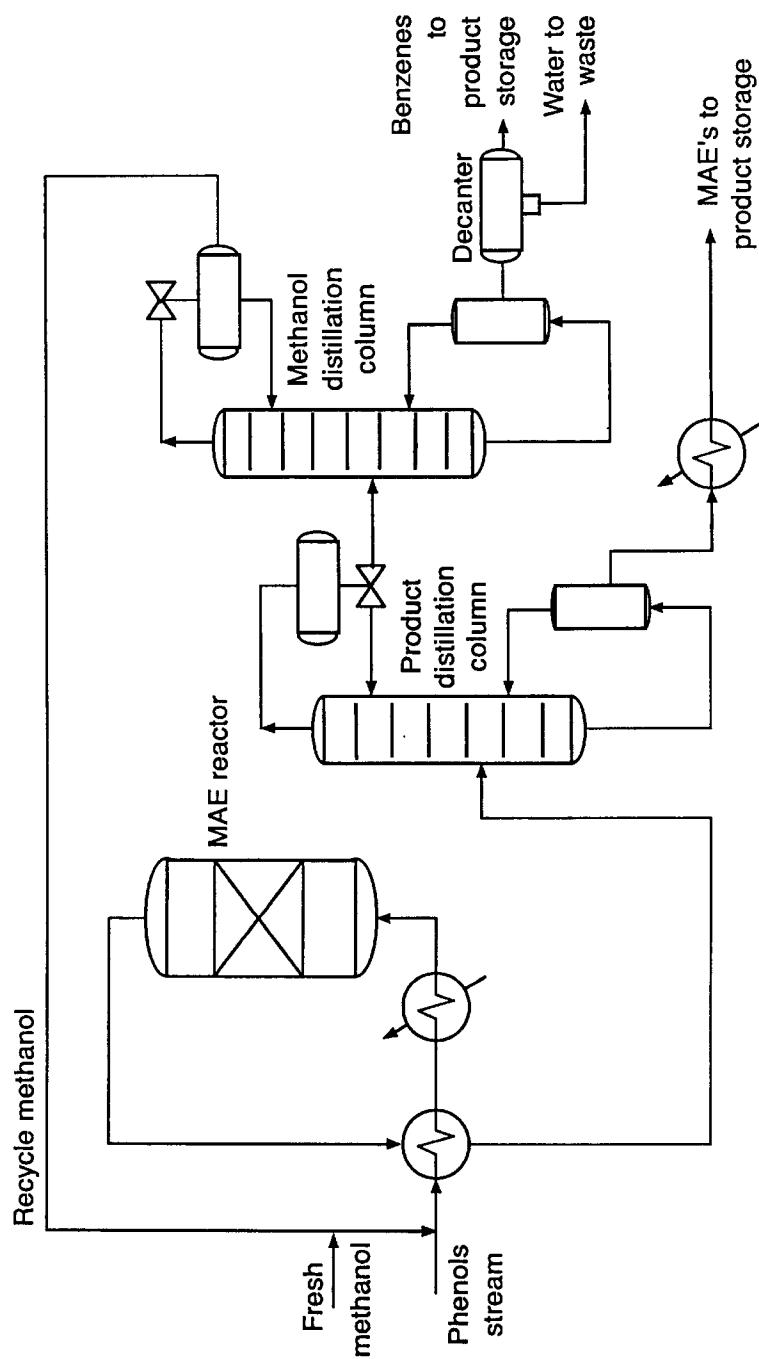 Recycle methanol
Fresh
methanol
Phenols
stream
MAE reactor
Product
distillation
column
Methanol
distillation
column
Decanter
Benzenes
to
product
storage
Water to
waste
MAE's to
product storage